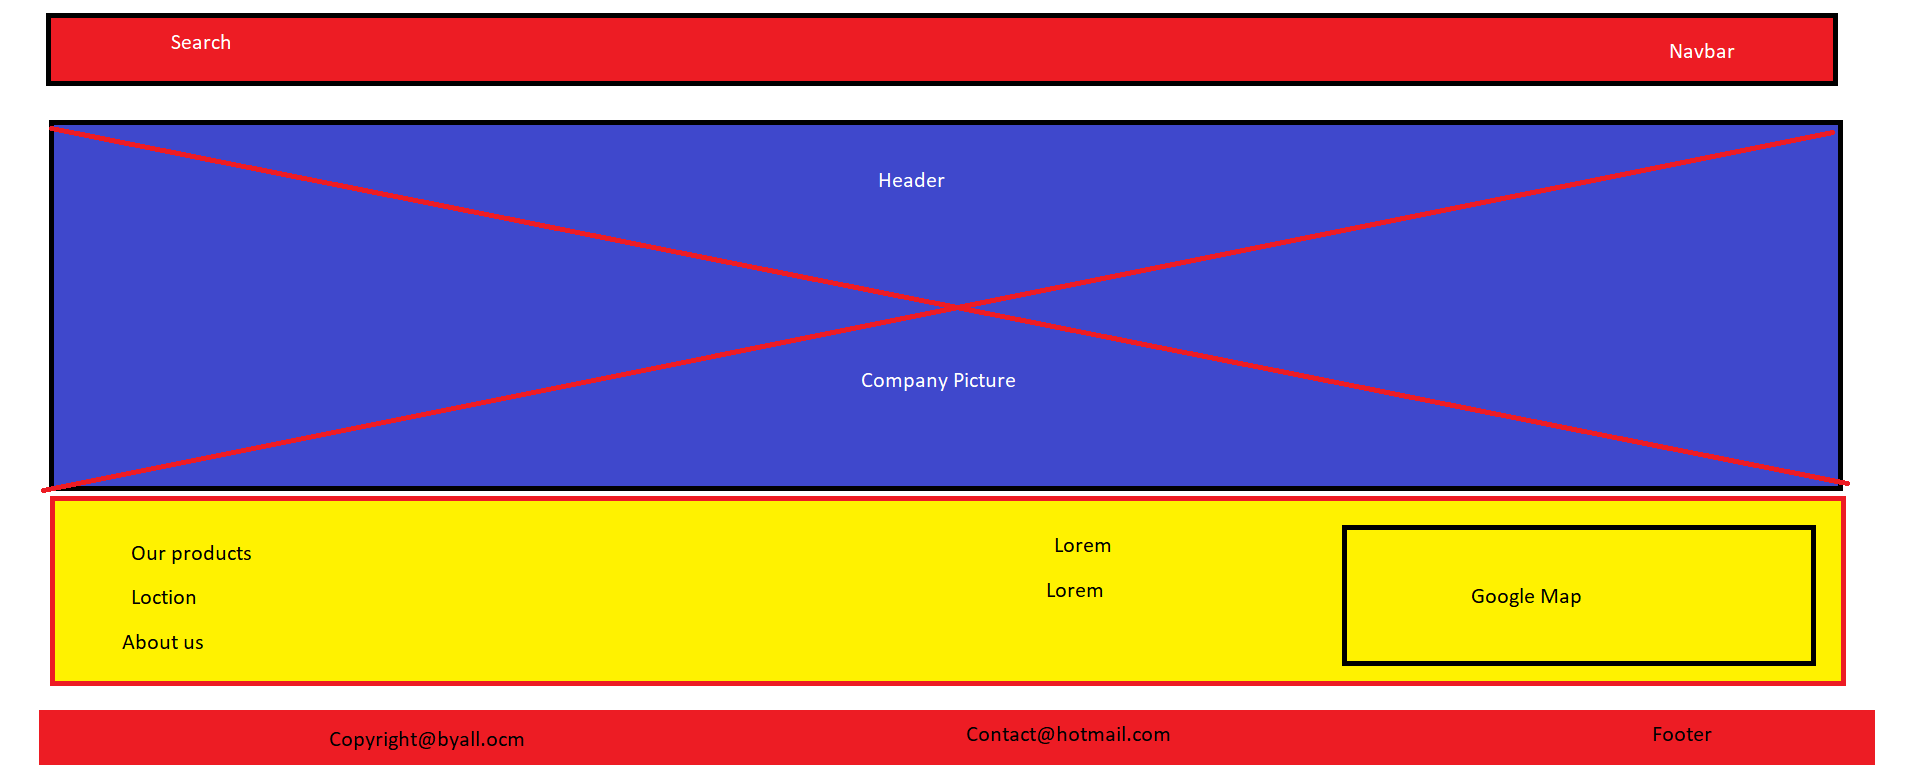 Search
Navbar
Header
Company Picture
Our products
Loction
About us
Lorem
Lorem
Google Map
Copyright@byall.ocm
Contact@hotmail.com
Footer